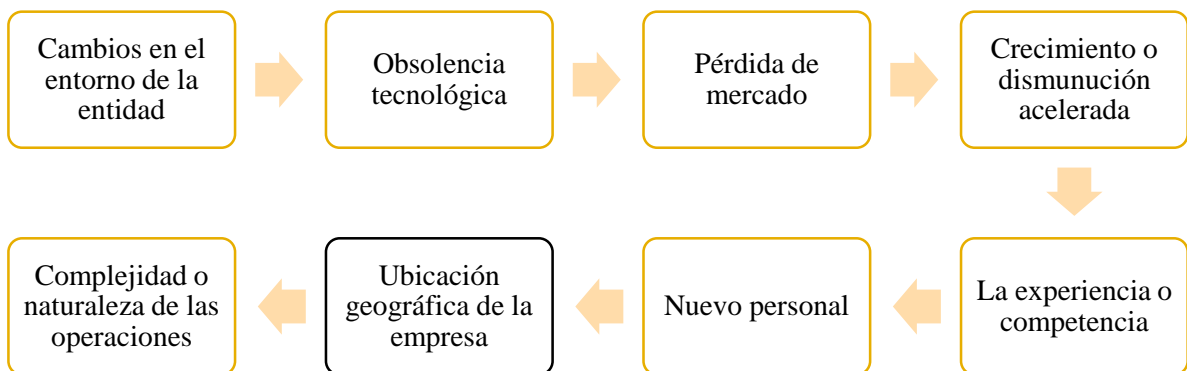 Cambios en el
entorno de la
entidad
Obsolencia
tecnológica
Pérdida de
mercado
Crecimiento o
dismunución
acelerada
La experiencia o
competencia
Nuevo personal
Ubicación
geográfica de la
empresa
Complejidad o
naturaleza de las
operaciones